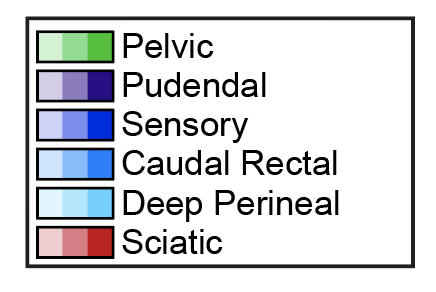 Pelvic
Pudendal
Sensory
Caudal Rectal
Deep Perineal
Sciatic